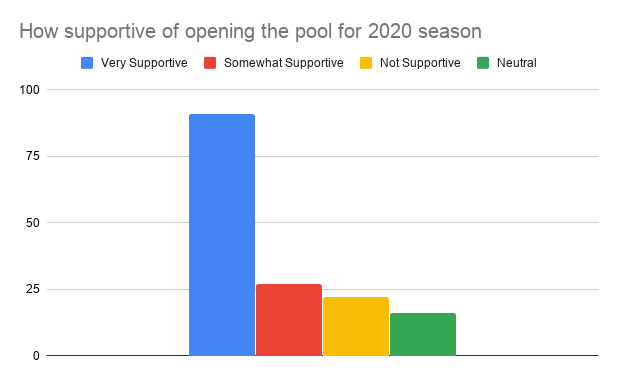 How supportive of opening the pool for 2020 season
Very Supportive Somewhat Supportive Not Supportive Neutral
100
75
50
25
0